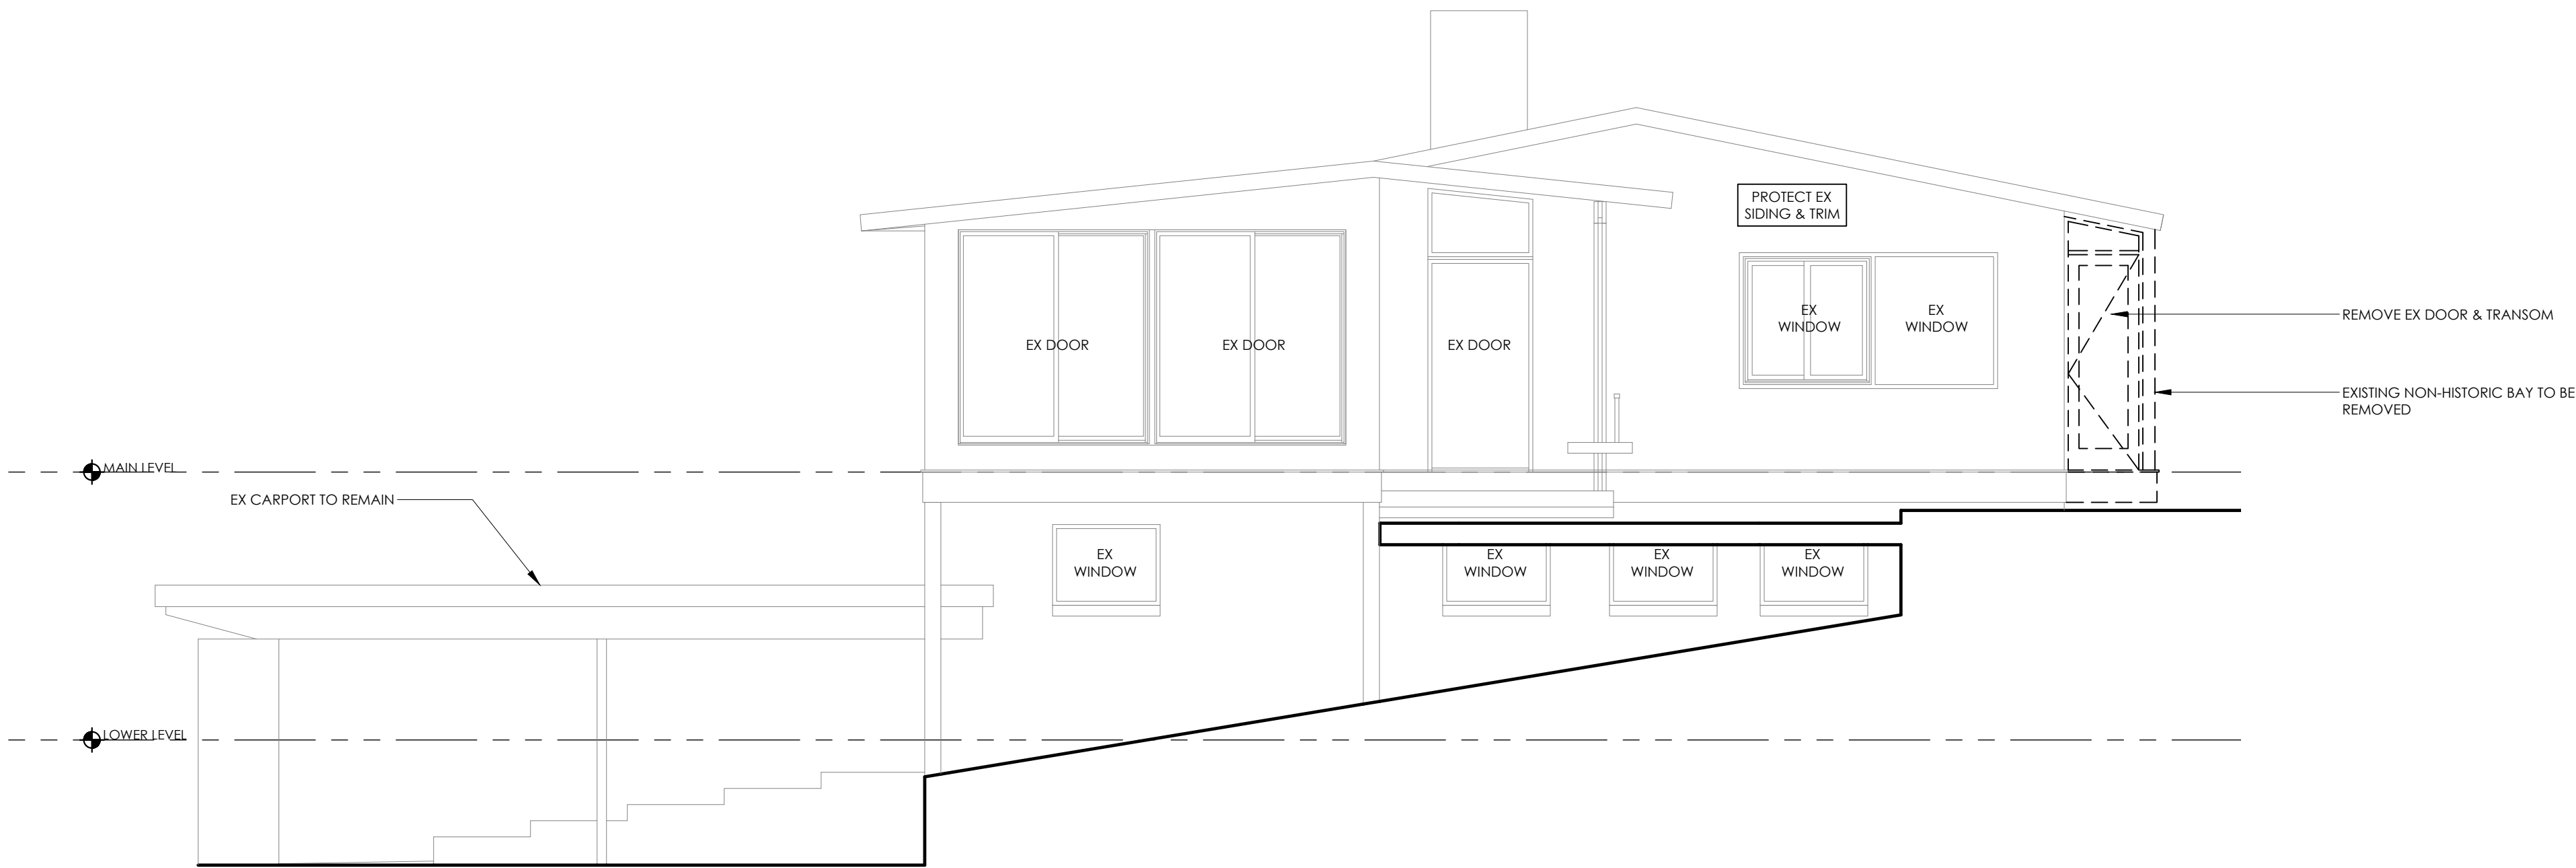 PROTECT EX
SIDING & TRIM
EX
WINDOW
EX
WINDOW
REMOVE EX DOOR & TRANSOM
EX DOOR
EX DOOR
EX DOOR
EXISTING NON-HISTORIC BAY TO BE
REMOVED
MAIN LEVEL
EX CARPORT TO REMAIN
EX
WINDOW
EX
WINDOW
EX
WINDOW
EX
WINDOW
LOWER LEVEL